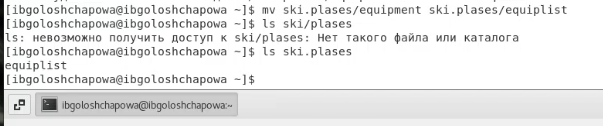 [ibgoloshchapowa@ibgoloshchapowa ~]$ mv ski.plases/equipment ski.plases/equiplist
[ibgoloshchapowa@ibgoloshchapowa ~]$ ls ski/plases
ls: невозможно получить доступ к ski/plases: Нет такого файла или каталога
[ibgoloshchapowa@ibgoloshchapowa ~]$ ls ski.plases
equiplist
[ibgoloshchapowa@ibgoloshchapowa ~]$
ibgoloshchapowa@ibgoloshchapowa:~